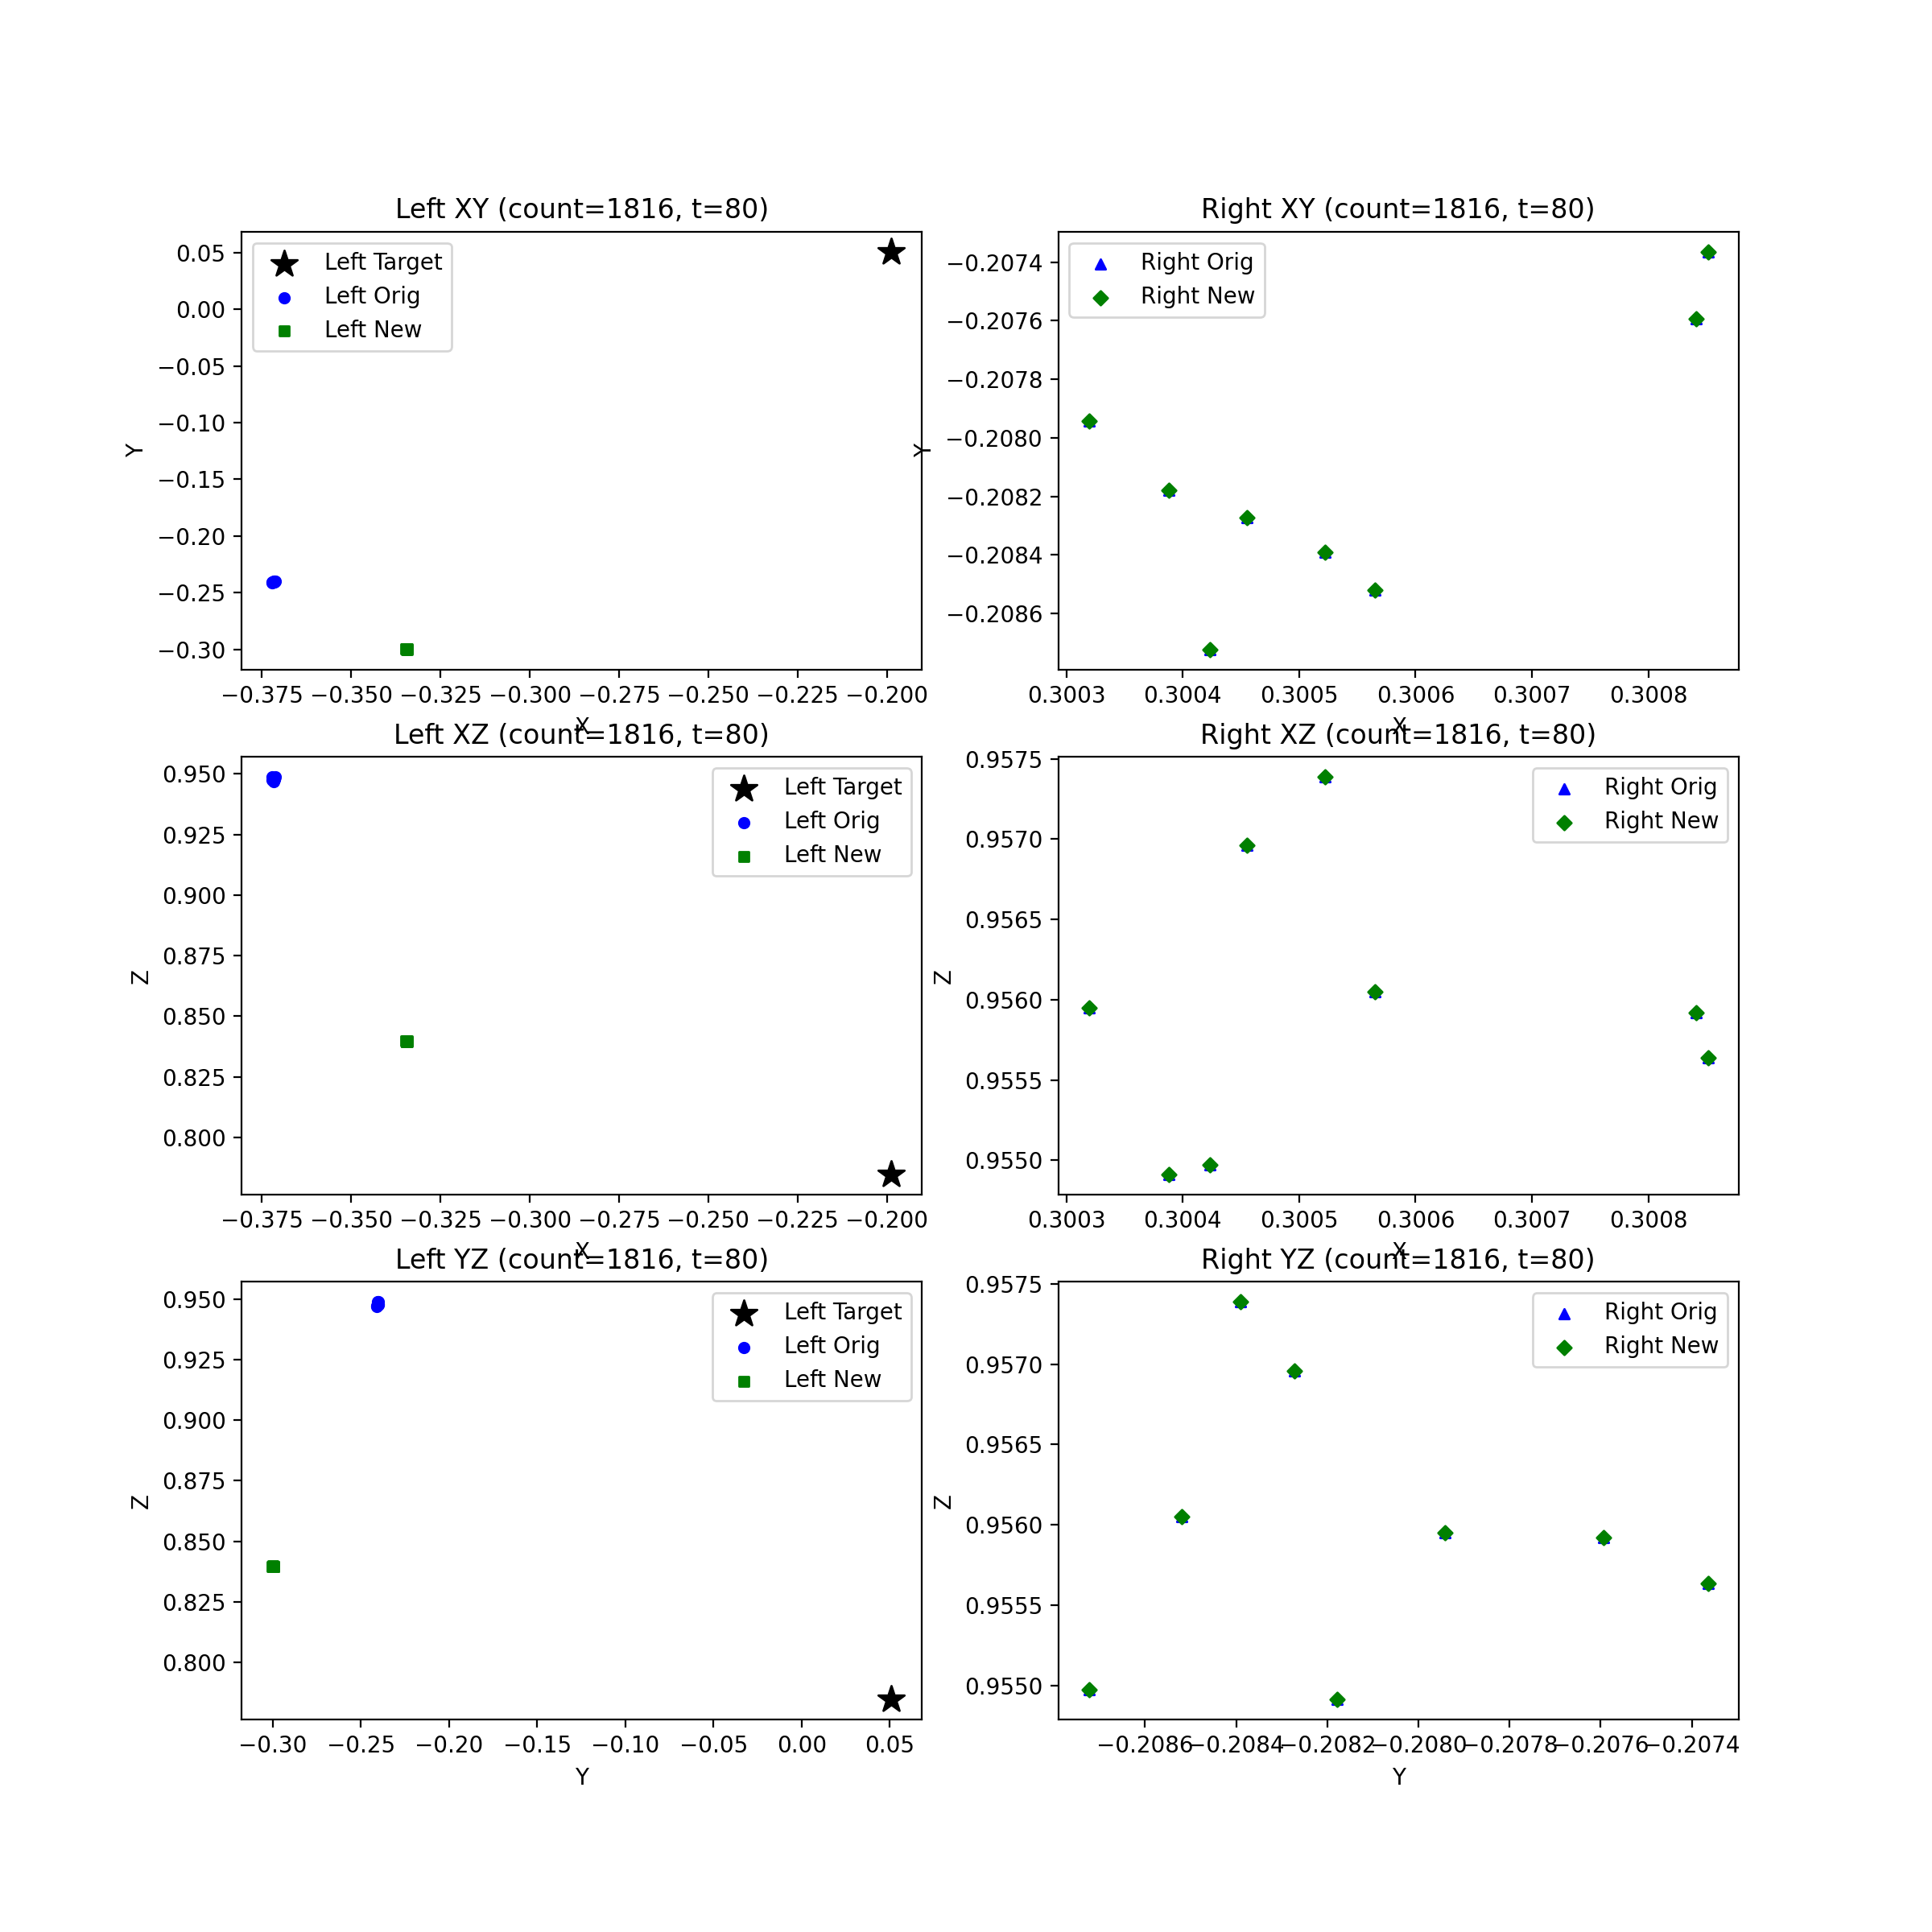 Left XY (count=1816, t=80)
Left Target
Left Orig
Left New
0.05
0.00
−0.05
−0.10
−0.15
−0.20
−0.25
−0.30
Y
−0.375 −0.350 −0.325 −0.300 −0.275 −0.250 −0.225 −0.200
X
Right XY (count=1816, t=80)
Right Orig
Right New
−0.2074
−0.2076
−0.2078
−0.2080
−0.2082
−0.2084
−0.2086
Y
0.3003 0.3004 0.3005 0.3006 0.3007 0.3008
X
Left XZ (count=1816, t=80)
Left Target
Left Orig
Left New
0.950
0.925
0.900
0.875
0.850
0.825
0.800
Z
−0.375 −0.350 −0.325 −0.300 −0.275 −0.250 −0.225 −0.200
X
Right XZ (count=1816, t=80)
Right Orig
Right New
0.9575
0.9570
0.9565
0.9560
0.9555
0.9550
Z
0.3003 0.3004 0.3005 0.3006 0.3007 0.3008
X
Left YZ (count=1816, t=80)
Left Target
Left Orig
Left New
0.950
0.925
0.900
0.875
0.850
0.825
0.800
Z
−0.30 −0.25 −0.20 −0.15 −0.10 −0.05 0.00 0.05
Y
Right YZ (count=1816, t=80)
Right Orig
Right New
0.9575
0.9570
0.9565
0.9560
0.9555
0.9550
Z
−0.2086 −0.2084 −0.2082 −0.2080 −0.2078 −0.2076 −0.2074
Y